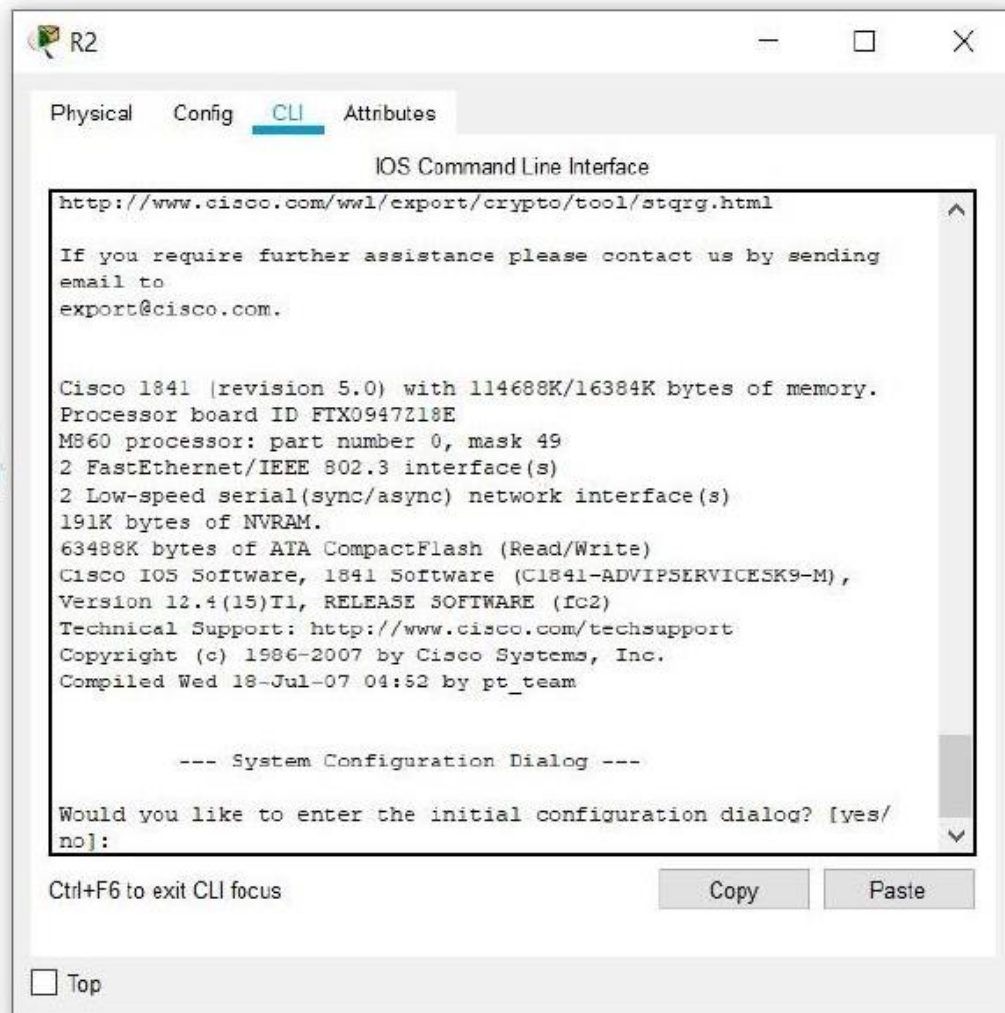 R2
Physical Config CLI Attributes
IOS Command Line Interface
http://www.cisco.com/wwl/export/crypto/tool/stqrg.html
If you require further assistance please contact us by sending
email to
export@cisco.com.
Cisco 1841 (revision 5.0) with 114688K/16384K bytes of memory.
Processor board ID FTX0947Z18E
M860 processor: part number 0, mask 49
2 FastEthernet/IEEE 802.3 interface(s)
2 Low-speed serial(sync/async) network interface(s)
191K bytes of NVRAM.
63488K bytes of ATA CompactFlash (Read/Write)
Cisco IOS Software, 1841 Software (C1841-ADVIPSERVICESK9-M),
Version 12.4(15)T1, RELEASE SOFTWARE (fc2)
Technical Support: http://www.cisco.com/techsupport
Copyright (c) 1986-2007 by Cisco Systems, Inc.
Compiled Wed 18-Jul-07 04:52 by pt_team
--- System Configuration Dialog ---
Would you like to enter the initial configuration dialog? [yes/
no]:
Ctrl+F6 to exit CLI focus
Copy Paste
Top